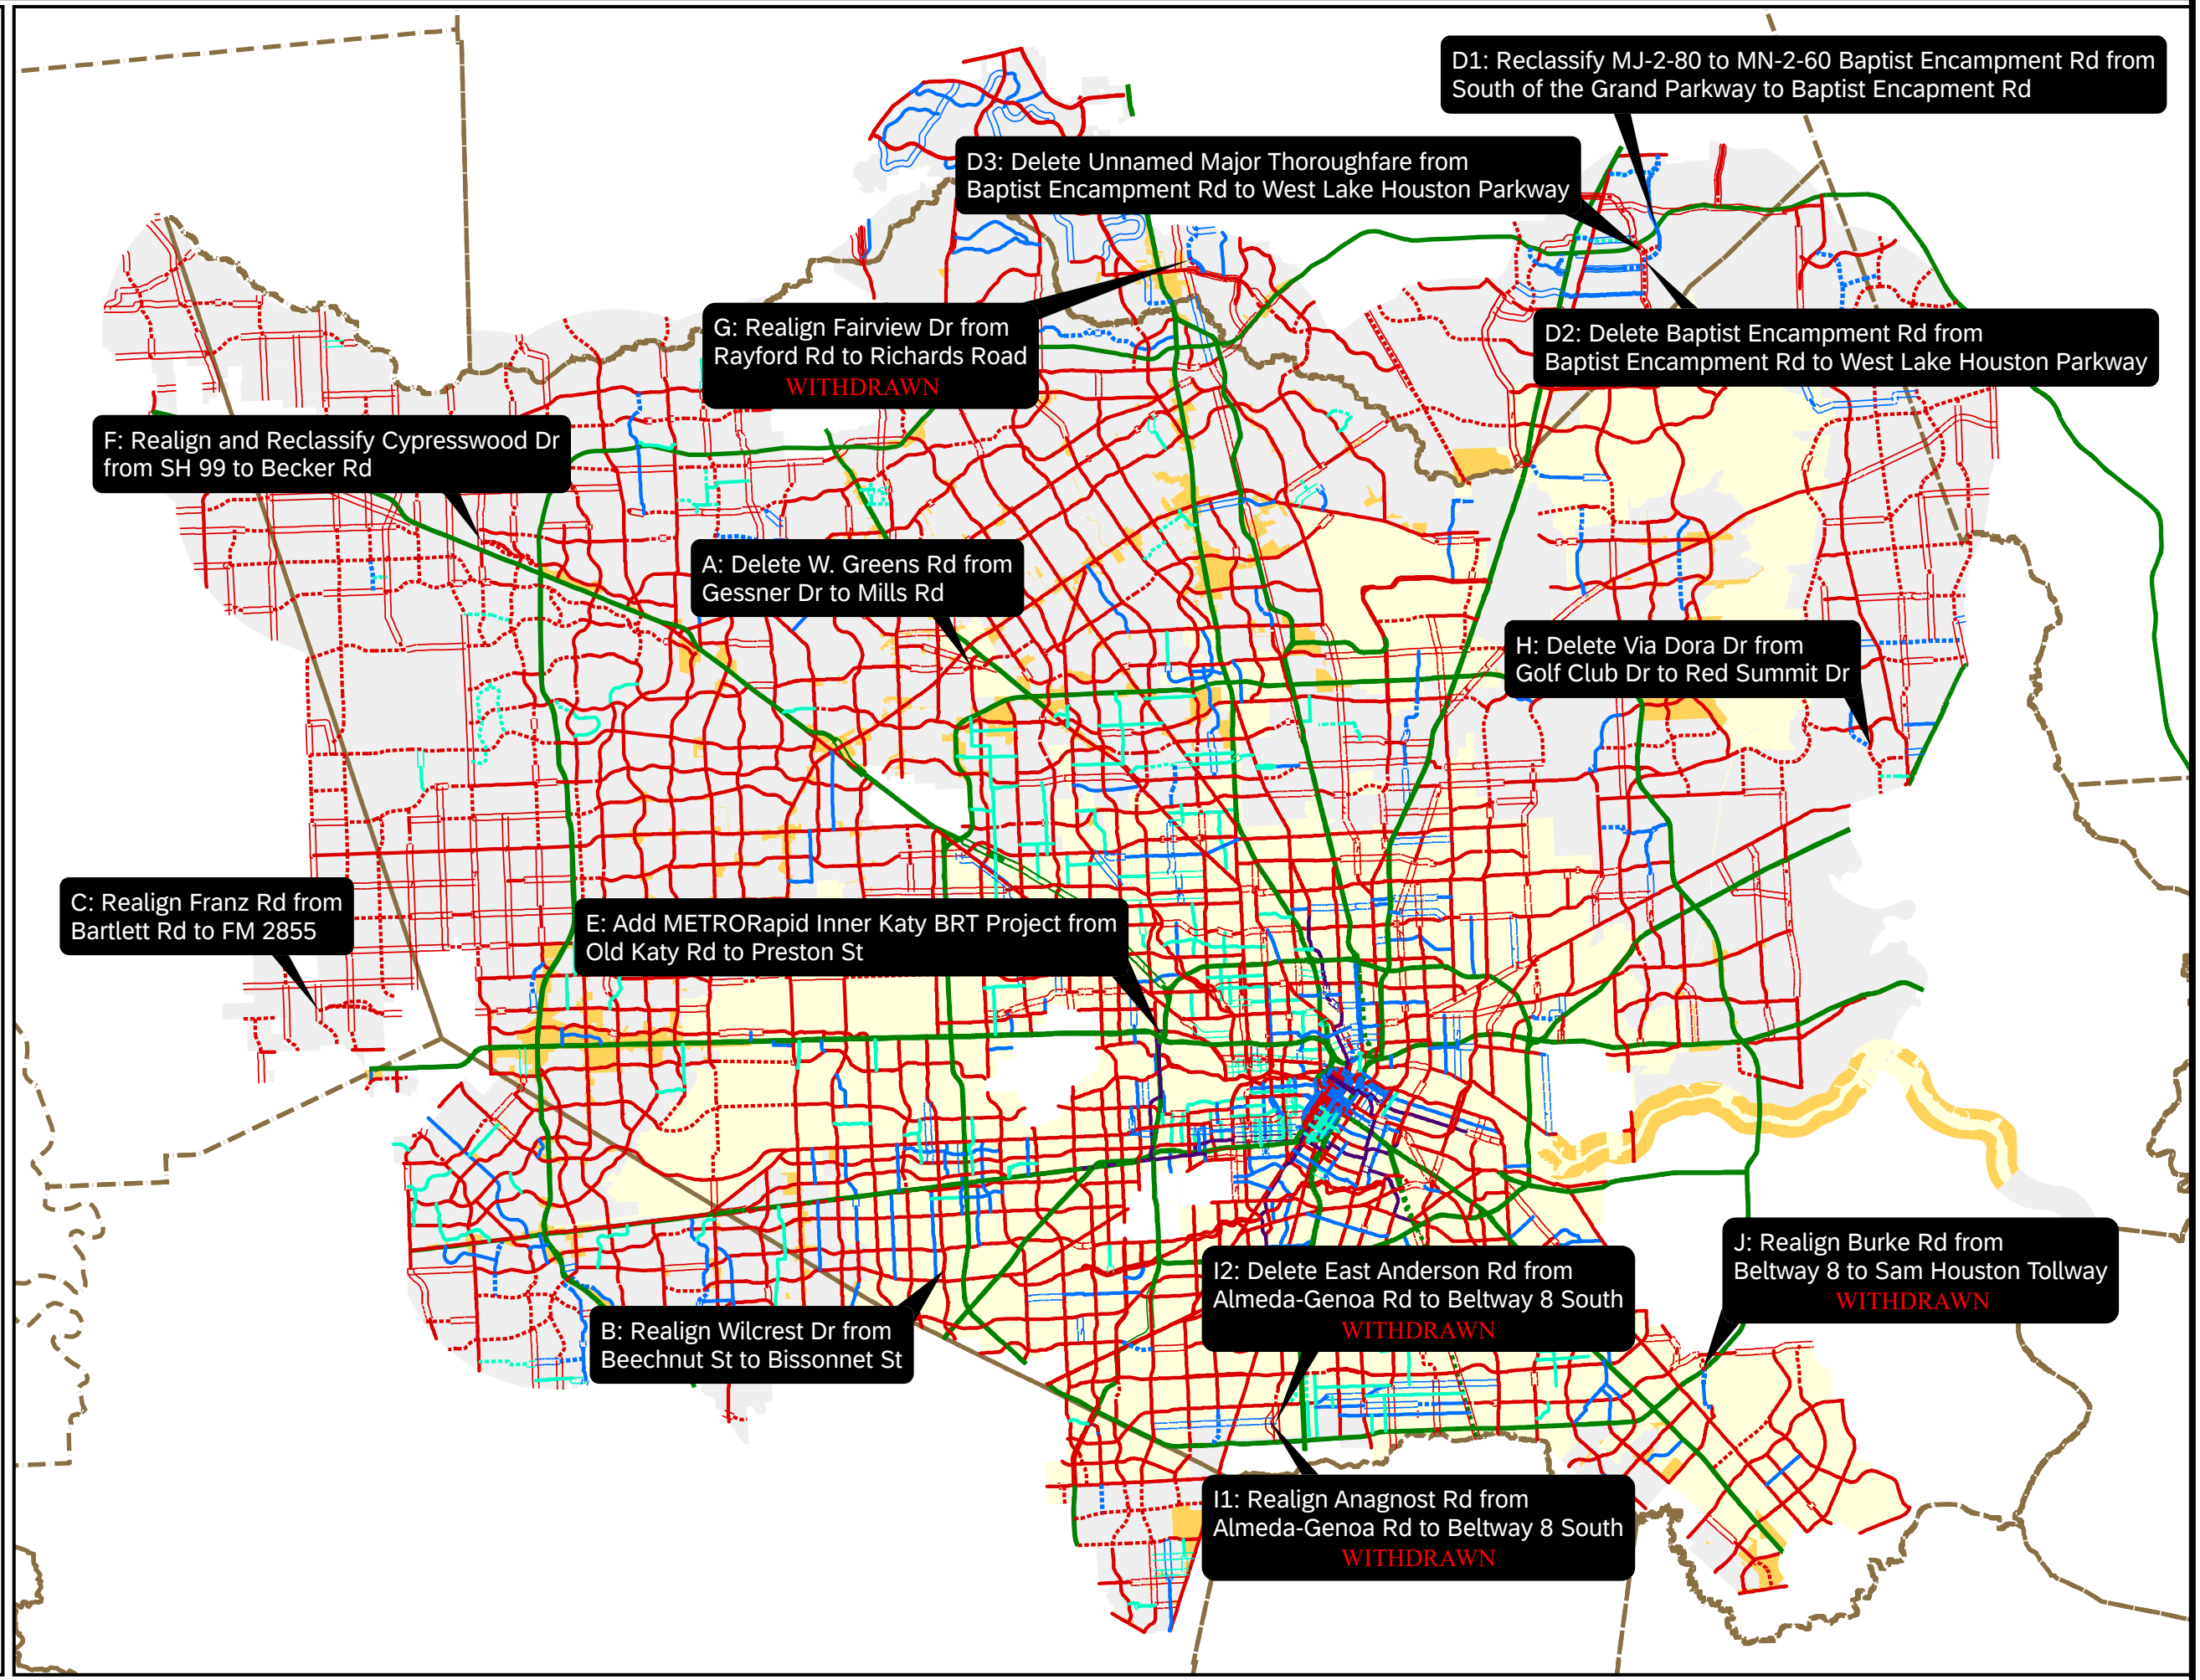 D1: Reclassify MJ-2-80 to MN-2-60 Baptist Encampment Rd from
South of the Grand Parkway to Baptist Encapment Rd
D3: Delete Unnamed Major Thoroughfare from
Baptist Encampment Rd to West Lake Houston Parkway
G: Realign Fairview Dr from
Rayford Rd to Richards Road
WITHDRAWN
D2: Delete Baptist Encampment Rd from
Baptist Encampment Rd to West Lake Houston Parkway
F: Realign and Reclassify Cypresswood Dr
from SH 99 to Becker Rd
A: Delete W. Greens Rd from
Gessner Dr to Mills Rd
H: Delete Via Dora Dr from
Golf Club Dr to Red Summit Dr
C: Realign Franz Rd from
Bartlett Rd to FM 2855
E: Add METRORapid Inner Katy BRT Project from
Old Katy Rd to Preston St
J: Realign Burke Rd from
Beltway 8 to Sam Houston Tollway
WITHDRAWN
I2: Delete East Anderson Rd from
Almeda-Genoa Rd to Beltway 8 South
WITHDRAWN
B: Realign Wilcrest Dr from
Beechnut St to Bissonnet St
I1: Realign Anagnost Rd from
Almeda-Genoa Rd to Beltway 8 South
WITHDRAWN